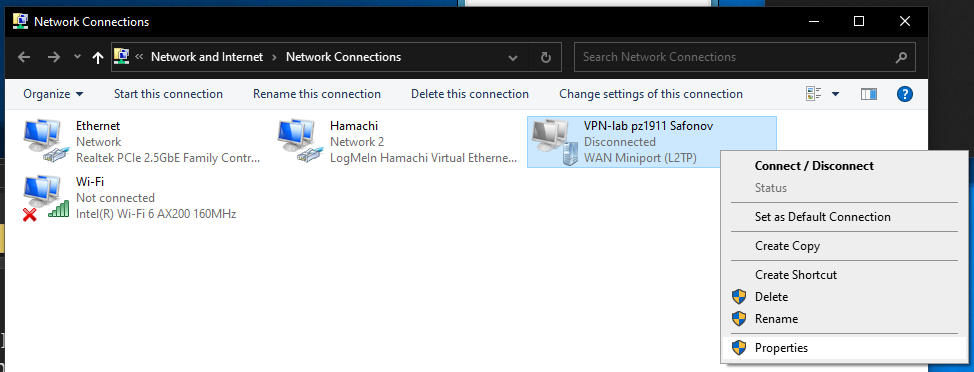 Network Connections
Network and Internet
Network Connections
Search Network Connections
Organize
Start this connection
Rename this connection
Delete this connection
Change settings of this connection
Ethernet
Network
Realtek PCIe 2.5GbE Family Contr...
Hamachi
Network 2
LogMeIn Hamachi Virtual Etherne...
VPN-lab pz1911 Safonov
Disconnected
WAN Miniport (L2TP)
Wi-Fi
Not connected
Intel(R) Wi-Fi 6 AX200 160MHz
Connect / Disconnect
Status
Set as Default Connection
Create Copy
Create Shortcut
Delete
Rename
Properties